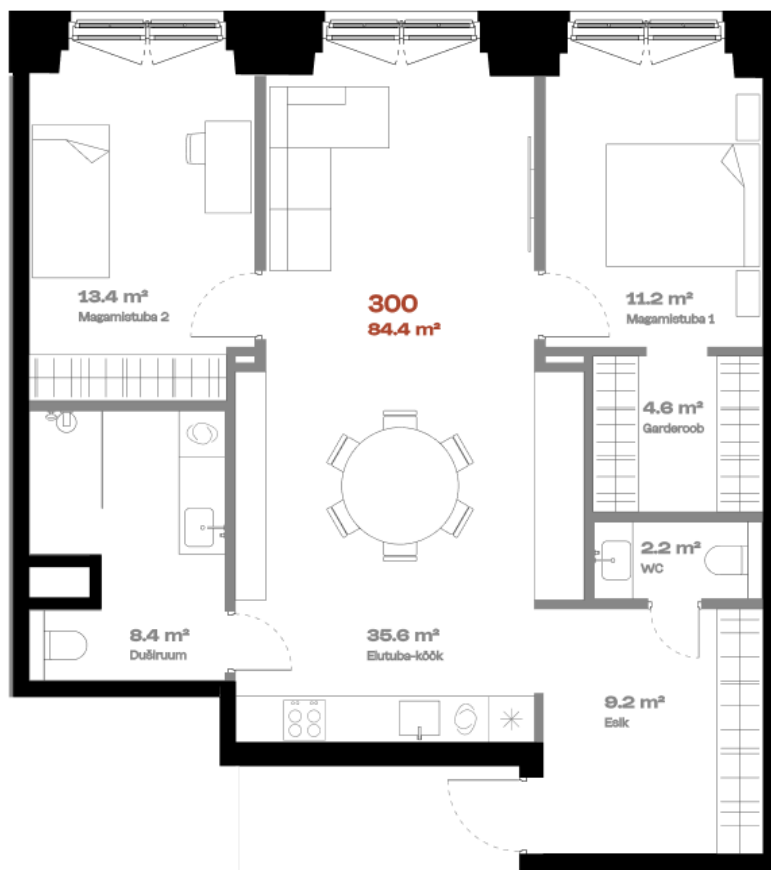 13.4 m²
Magamistuba 2
300
84.4 m²
11.2 m²
Magamistuba 1
4.6 m²
Garderoob
2.2 m²
WC
8.4 m²
Duširuum
35.6 m²
Elutuba-köök
9.2 m²
Esik